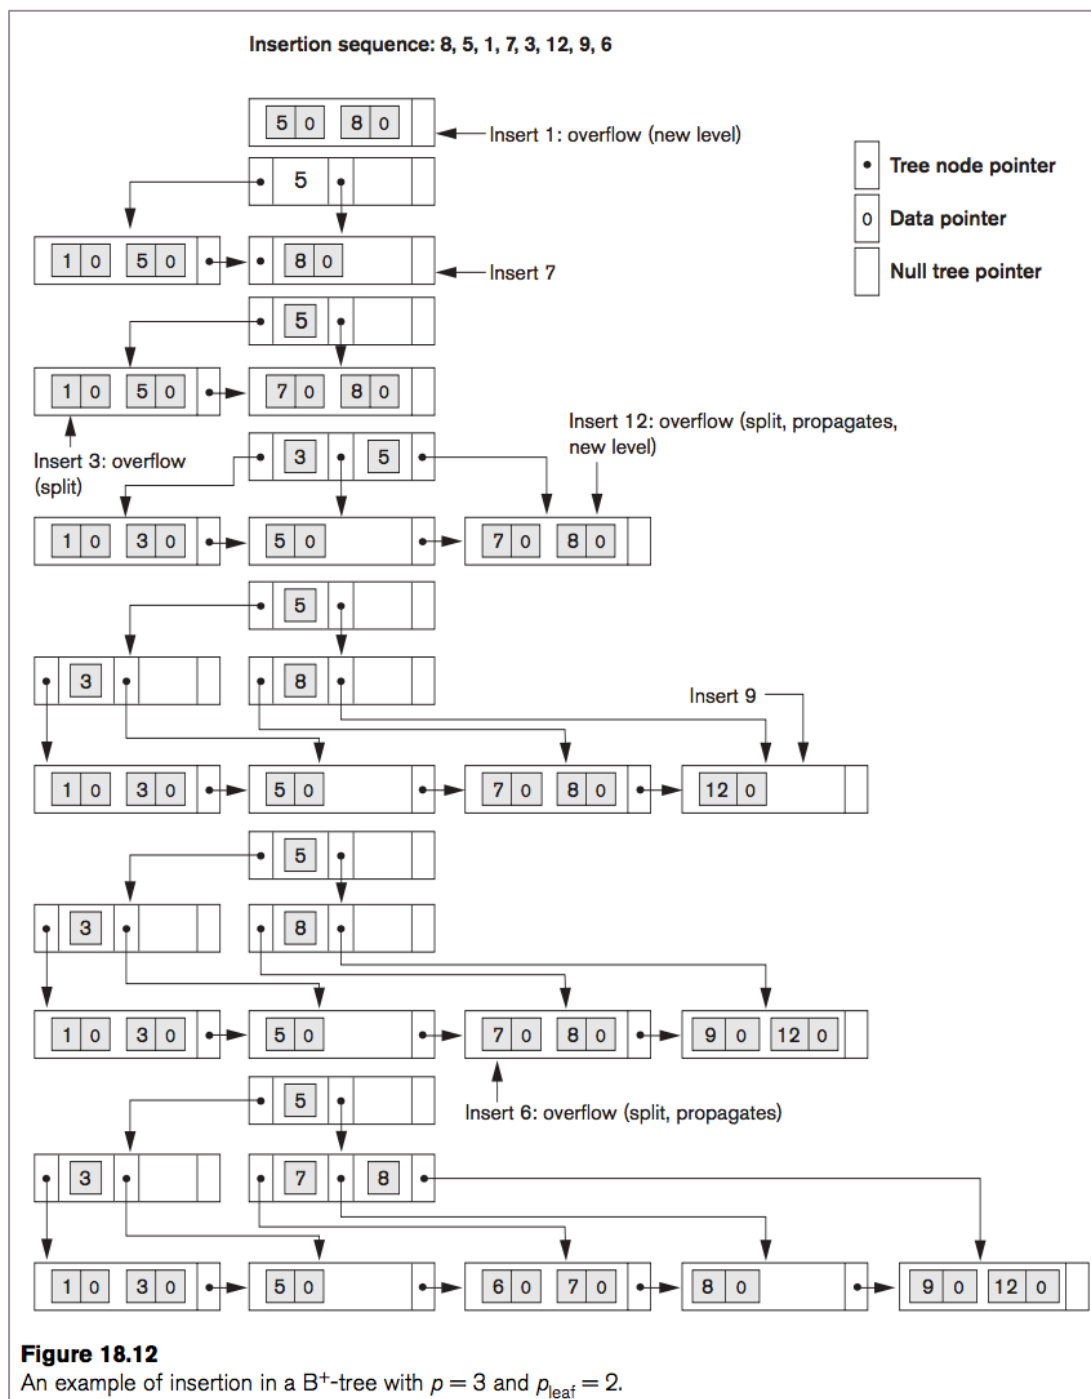 Insertion sequence: 8, 5, 1, 7, 3, 12, 9, 6
5 0 8 0
Insert 1: overflow (new level)
Tree node pointer
0 Data pointer
Null tree pointer
5
1 0 5 0
8 0
Insert 7
5
1 0 5 0
7 0 8 0
Insert 3: overflow
(split)
Insert 12: overflow (split, propagates,
new level)
3 5
1 0 3 0
5 0
7 0 8 0
5
3
8
Insert 9
1 0 3 0
5 0
7 0 8 0
12 0
5
3
8
1 0 3 0
5 0
7 0 8 0
9 0 12 0
Insert 6: overflow (split, propagates)
5
3
7 8
1 0 3 0
5 0
6 0 7 0
8 0
9 0 12 0
Figure 18.12
An example of insertion in a B⁺-tree with p = 3 and pleaf = 2.